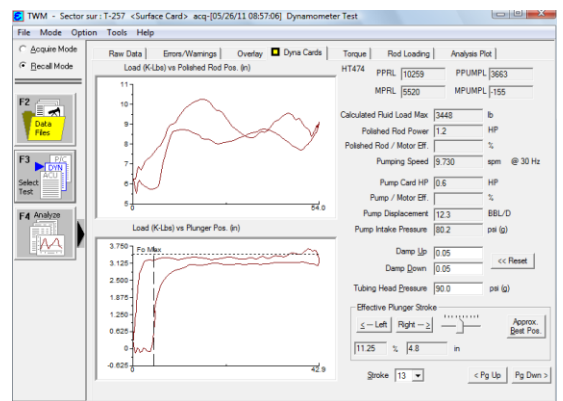 TWM - Sector sur : T-257 <Surface Card> acq-[05/26/11 08:57:06] Dynamometer Test
File Mode Option Tools Help
Acquire Mode
Recall Mode
F2
Data
Files
F3
P/C
DYN
ACU
Select
Test
F4 Analyze
Raw Data Errors/Warnings Overlay Dyna Cards Torque Rod Loading Analysis Plot
Load (K-Lbs) vs Polished Rod Pos. (in)
11
10
9
8
7
6
5
0
54.0
Load (K-Lbs) vs Plunger Pos. (in)
3.750
3.125
2.500
1.875
1.250
0.625
0
-0.625
Fo Max
0
42.9
HT474 PPRL 10259 PPUMPL 3663
MPRL 5520 MPUMPL -155
Calculated Fluid Load Max 3448 lb
Polished Rod Power 1.2 HP
Polished Rod / Motor Eff. %
Pumping Speed 9.730 spm @ 30 Hz
Pump Card HP 0.6 HP
Pump / Motor Eff. %
Pump Displacement 12.3 BBL/D
Pump Intake Pressure 80.2 psi (g)
Damp Up 0.05
Damp Down 0.05
<< Reset
Tubing Head Pressure 90.0 psi (g)
Effective Plunger Stroke
<-- Left Right --> Approx.
Best Pos.
11.25 % 4.8 in
Stroke 13 < Pg Up Pg Dwn >